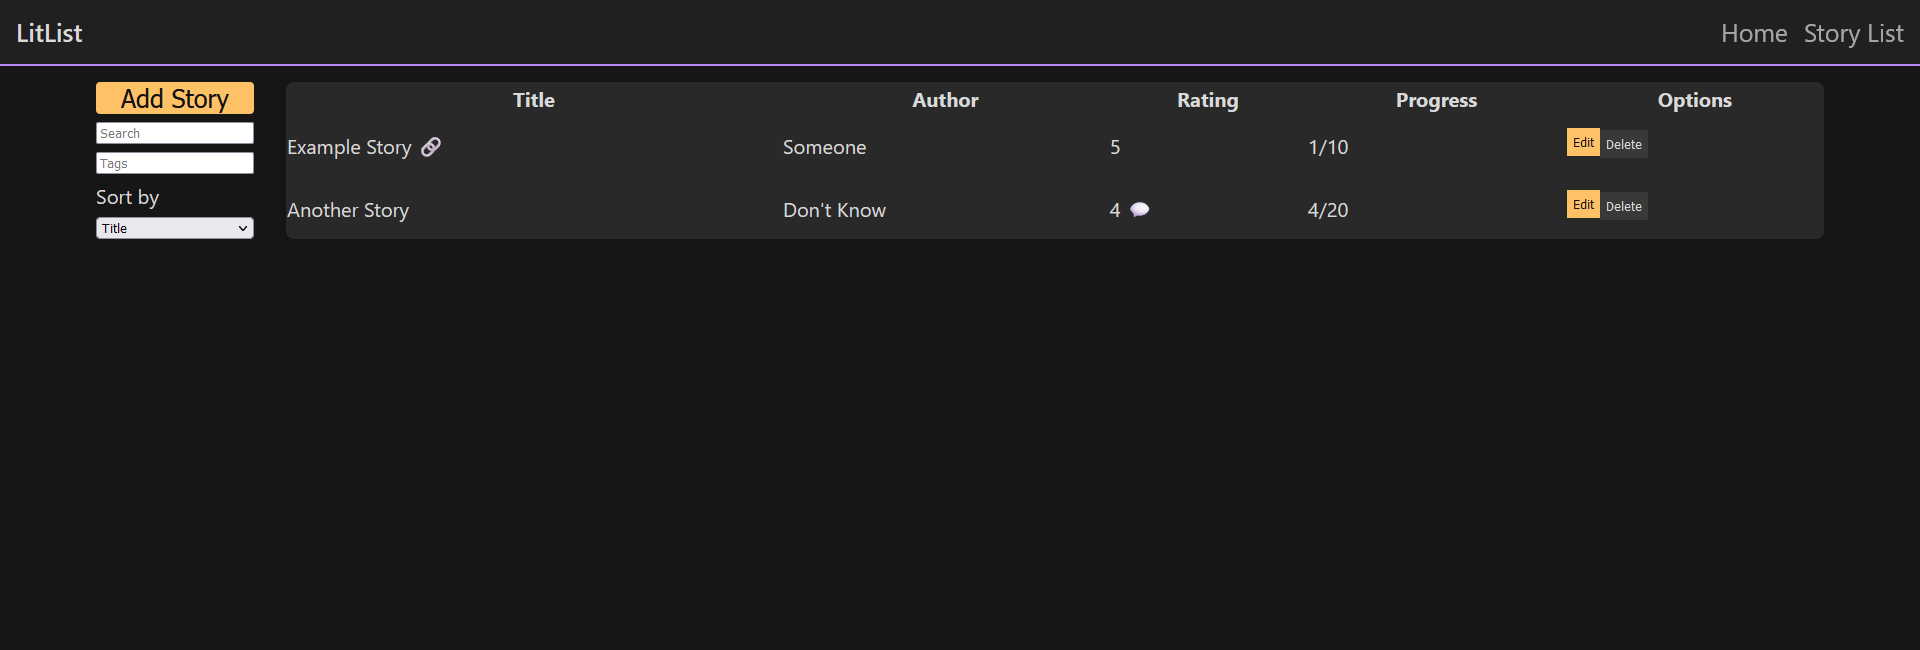 LitList Home Story List
Add Story
Search
Tags
Sort by
Title
Title Author Rating Progress Options
Example Story 🔗 Someone 5 1/10 Edit Delete
Another Story Don't Know 4 💬 4/20 Edit Delete